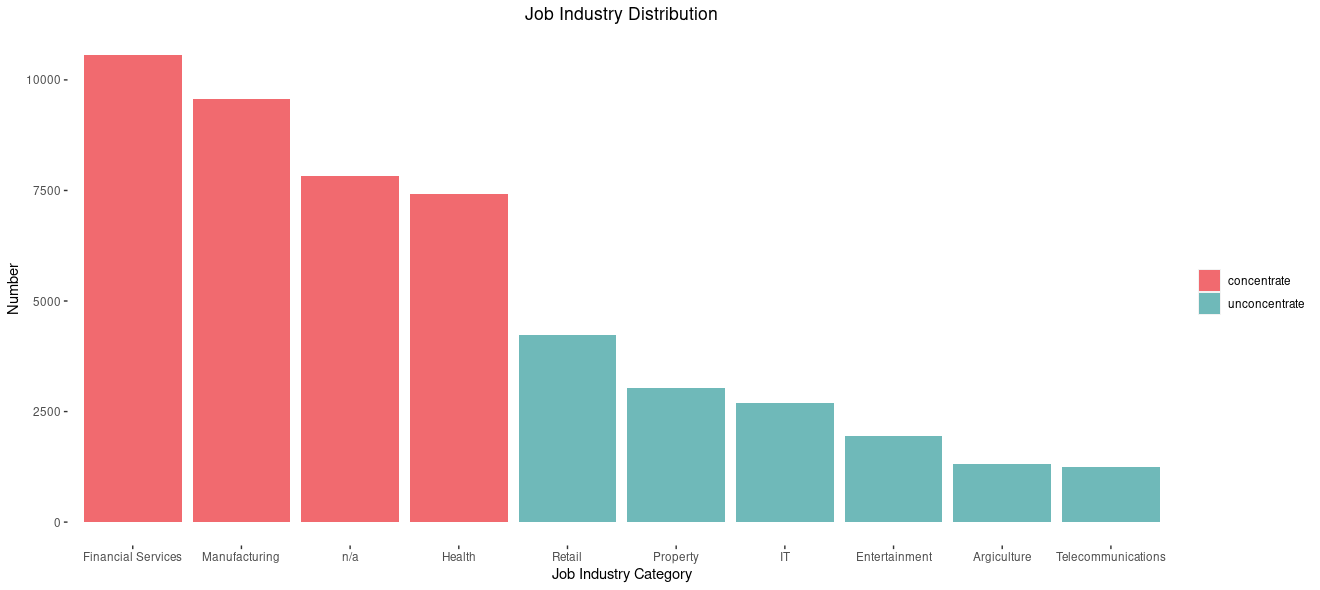 Job Industry Distribution
Number
10000
7500
5000
2500
0
Financial Services Manufacturing n/a Health Retail Property IT Entertainment Argiculture Telecommunications
Job Industry Category
concentrate
unconcentrate